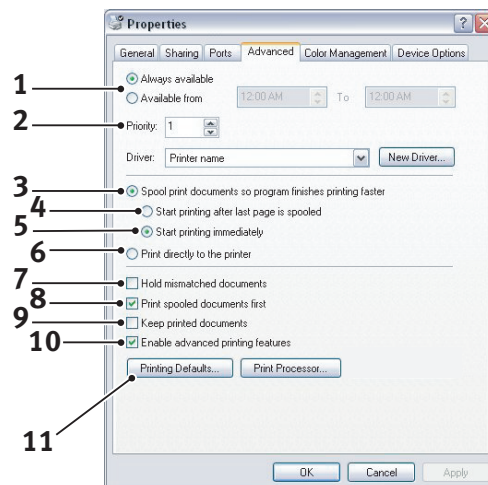 Properties
General Sharing Ports Advanced Color Management Device Options
1
Always available
Available from 12:00 AM To 12:00 AM
2
Priority: 1
Driver: Printer name New Driver...
3
Spool print documents so program finishes printing faster
4
Start printing after last page is spooled
5
Start printing immediately
6
Print directly to the printer
7
Hold mismatched documents
8
Print spooled documents first
9
Keep printed documents
10
Enable advanced printing features
Printing Defaults... Print Processor...
11
OK Cancel Apply